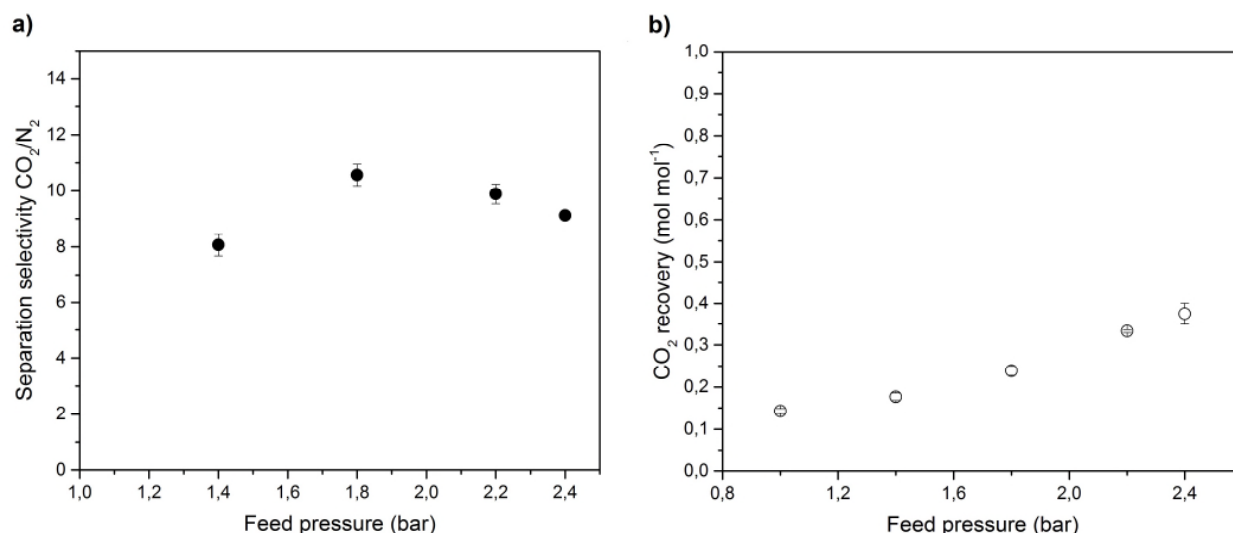 a)
Separation selectivity CO₂/N₂
14
12
10
8
6
4
2
0
1,0 1,2 1,4 1,6 1,8 2,0 2,2 2,4
Feed pressure (bar)
b)
CO₂ recovery (mol mol⁻¹)
1,0
0,9
0,8
0,7
0,6
0,5
0,4
0,3
0,2
0,1
0,0
0,8 1,2 1,6 2,0 2,4
Feed pressure (bar)